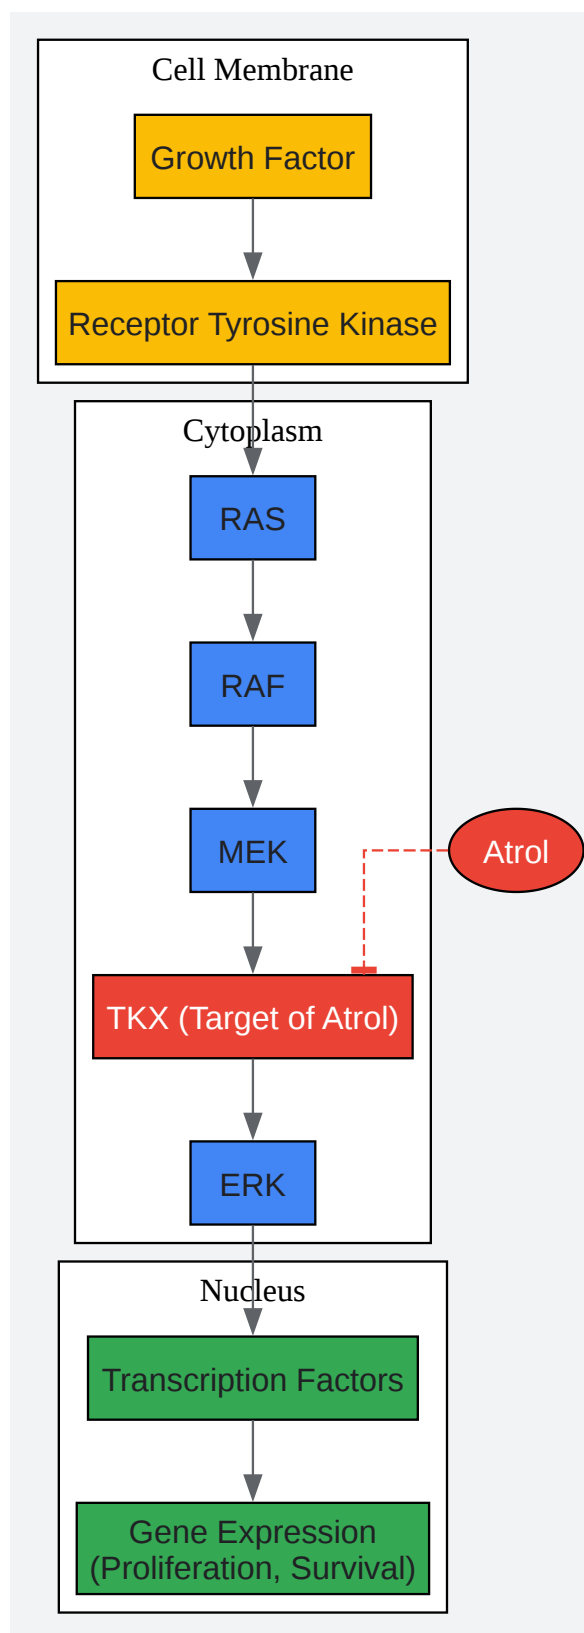 Cell Membrane
Growth Factor
Receptor Tyrosine Kinase
Cytoplasm
RAS
RAF
MEK
Atrol
TKX (Target of Atrol)
ERK
Nucleus
Transcription Factors
Gene Expression
(Proliferation, Survival)